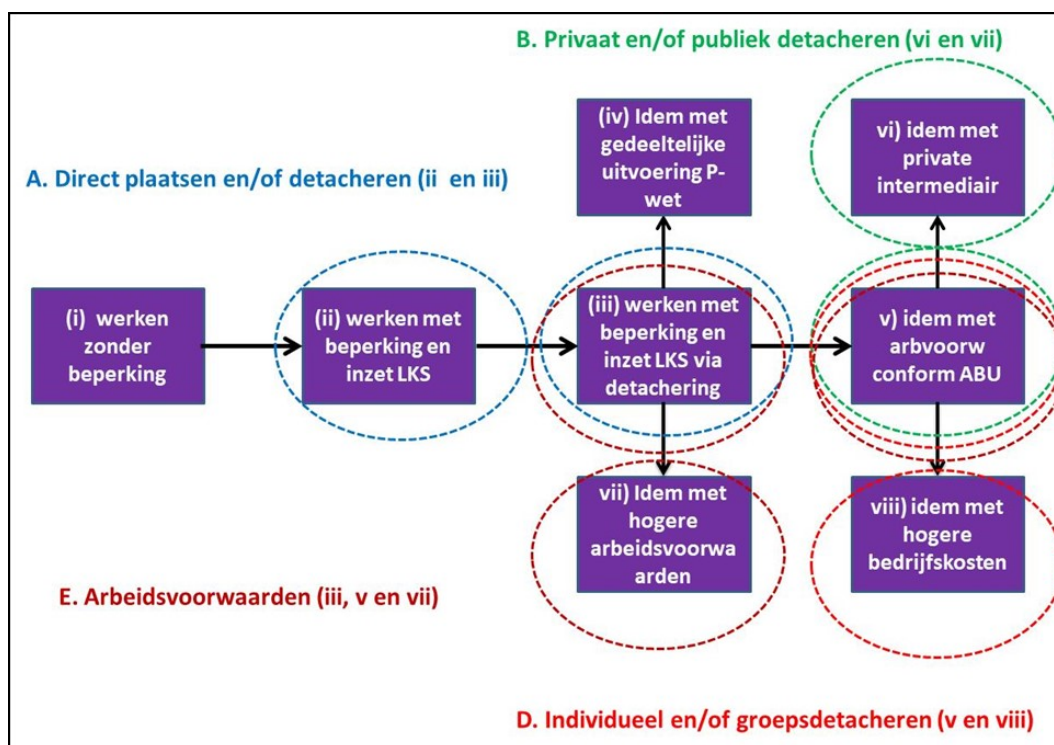 B. Privaat en/of publiek detacheren (vi en vii)
(iv) Idem met
gedeeltelijke
uitvoering P-
wet
vi) idem met
private
intermediair
A. Direct plaatsen en/of detacheren (ii en iii)
(i) werken
zonder
beperking
(ii) werken met
beperking en
inzet LKS
(iii) werken met
beperking en
inzet LKS via
detachering
v) idem met
arbvoorw
conform ABU
vii) Idem met
hogere
arbeidsvoorwa
arden
viii) idem met
hogere
bedrijfskosten
E. Arbeidsvoorwaarden (iii, v en vii)
D. Individueel en/of groepsdetacheren (v en viii)